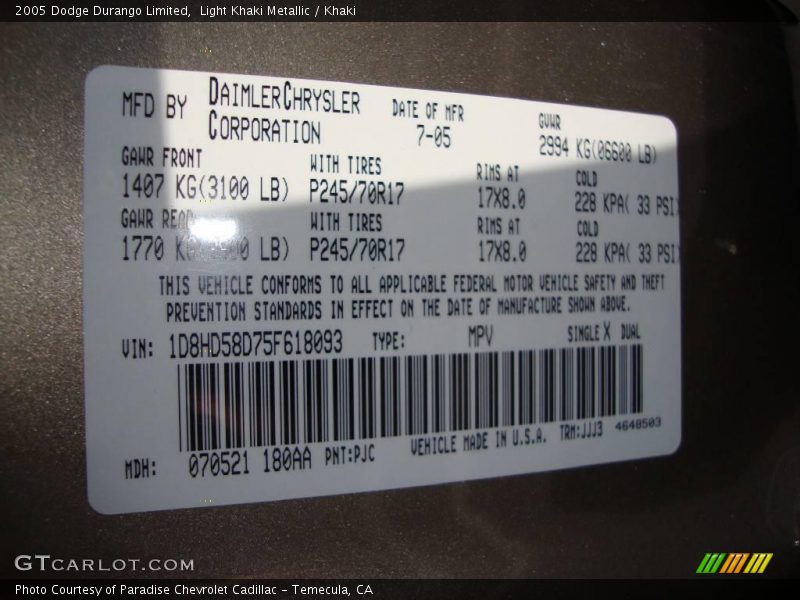 2005 Dodge Durango Limited,  Light Khaki Metallic / Khaki
MFD BY DAIMLERCHRYSLER CORPORATION DATE OF MFR 7-05 GVWR 2994 KG(06600 LB)
GAWR FRONT WITH TIRES RIMS AT COLD
1407 KG(3100 LB) P245/70R17 17X8.0 228 KPA( 33 PSI)
GAWR REAR WITH TIRES RIMS AT COLD
1770 KG LB) P245/70R17 17X8.0 228 KPA( 33 PSI)
THIS VEHICLE CONFORMS TO ALL APPLICABLE FEDERAL MOTOR VEHICLE SAFETY AND THEFT
PREVENTION STANDARDS IN EFFECT ON THE DATE OF MANUFACTURE SHOWN ABOVE.
VIN: 1D8HD58D75F618093 TYPE: MPV SINGLE X DUAL
MDH: 070521 180AA PNT:PJC VEHICLE MADE IN U.S.A. TRM:JJJ3 4648503
GTCARLOT.COM
Photo Courtesy of Paradise Chevrolet Cadillac - Temecula, CA